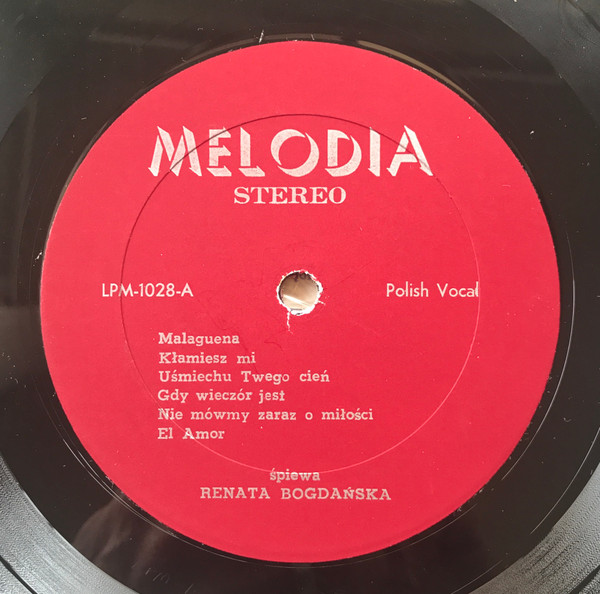 MELODIA
STEREO
LPM-1028-A
Polish Vocal
Malaguena
Kłamiesz mi
Uśmiechu Twego cień
Gdy wieczór jest
Nie mówmy zaraz o miłości
El Amor
śpiewa
RENATA BOGDAŃSKA